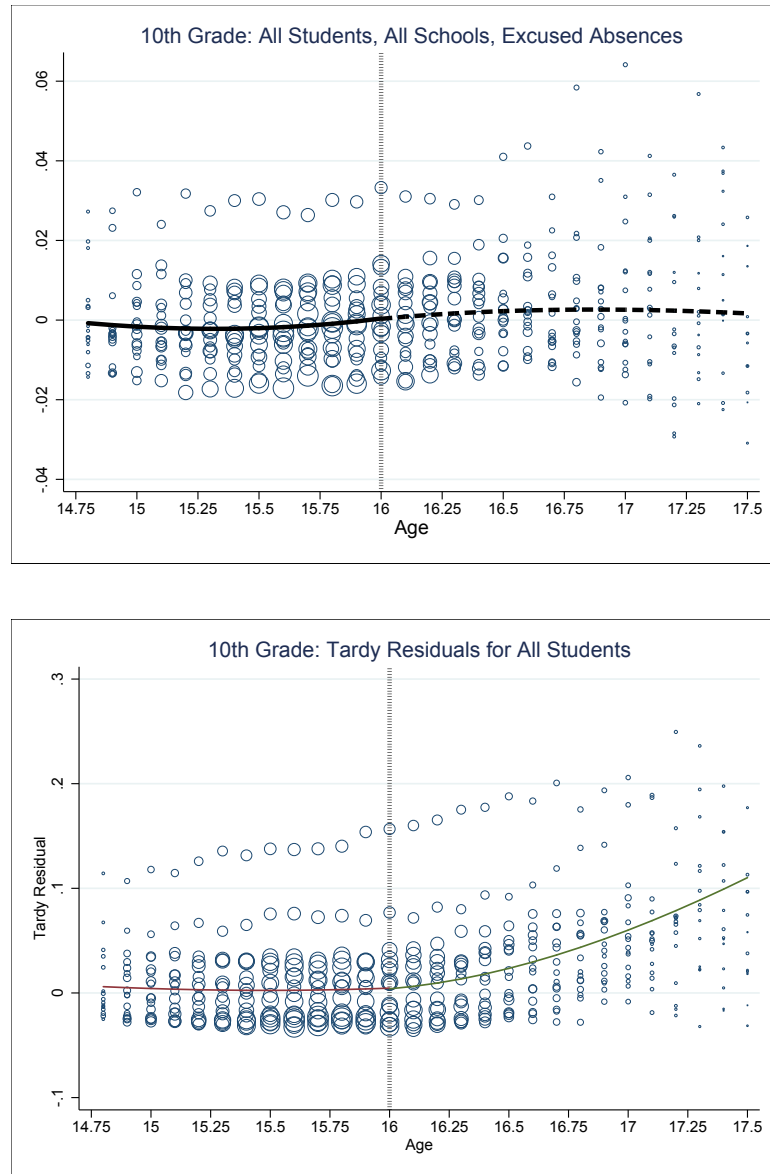 10th Grade: All Students, All Schools, Excused Absences
.06
.04
.02
0
-.02
-.04
14.75 15 15.25 15.5 15.75 16 16.25 16.5 16.75 17 17.25 17.5
Age
10th Grade: Tardy Residuals for All Students
Tardy Residual
.3
.2
.1
0
-.1
14.75 15 15.25 15.5 15.75 16 16.25 16.5 16.75 17 17.25 17.5
Age